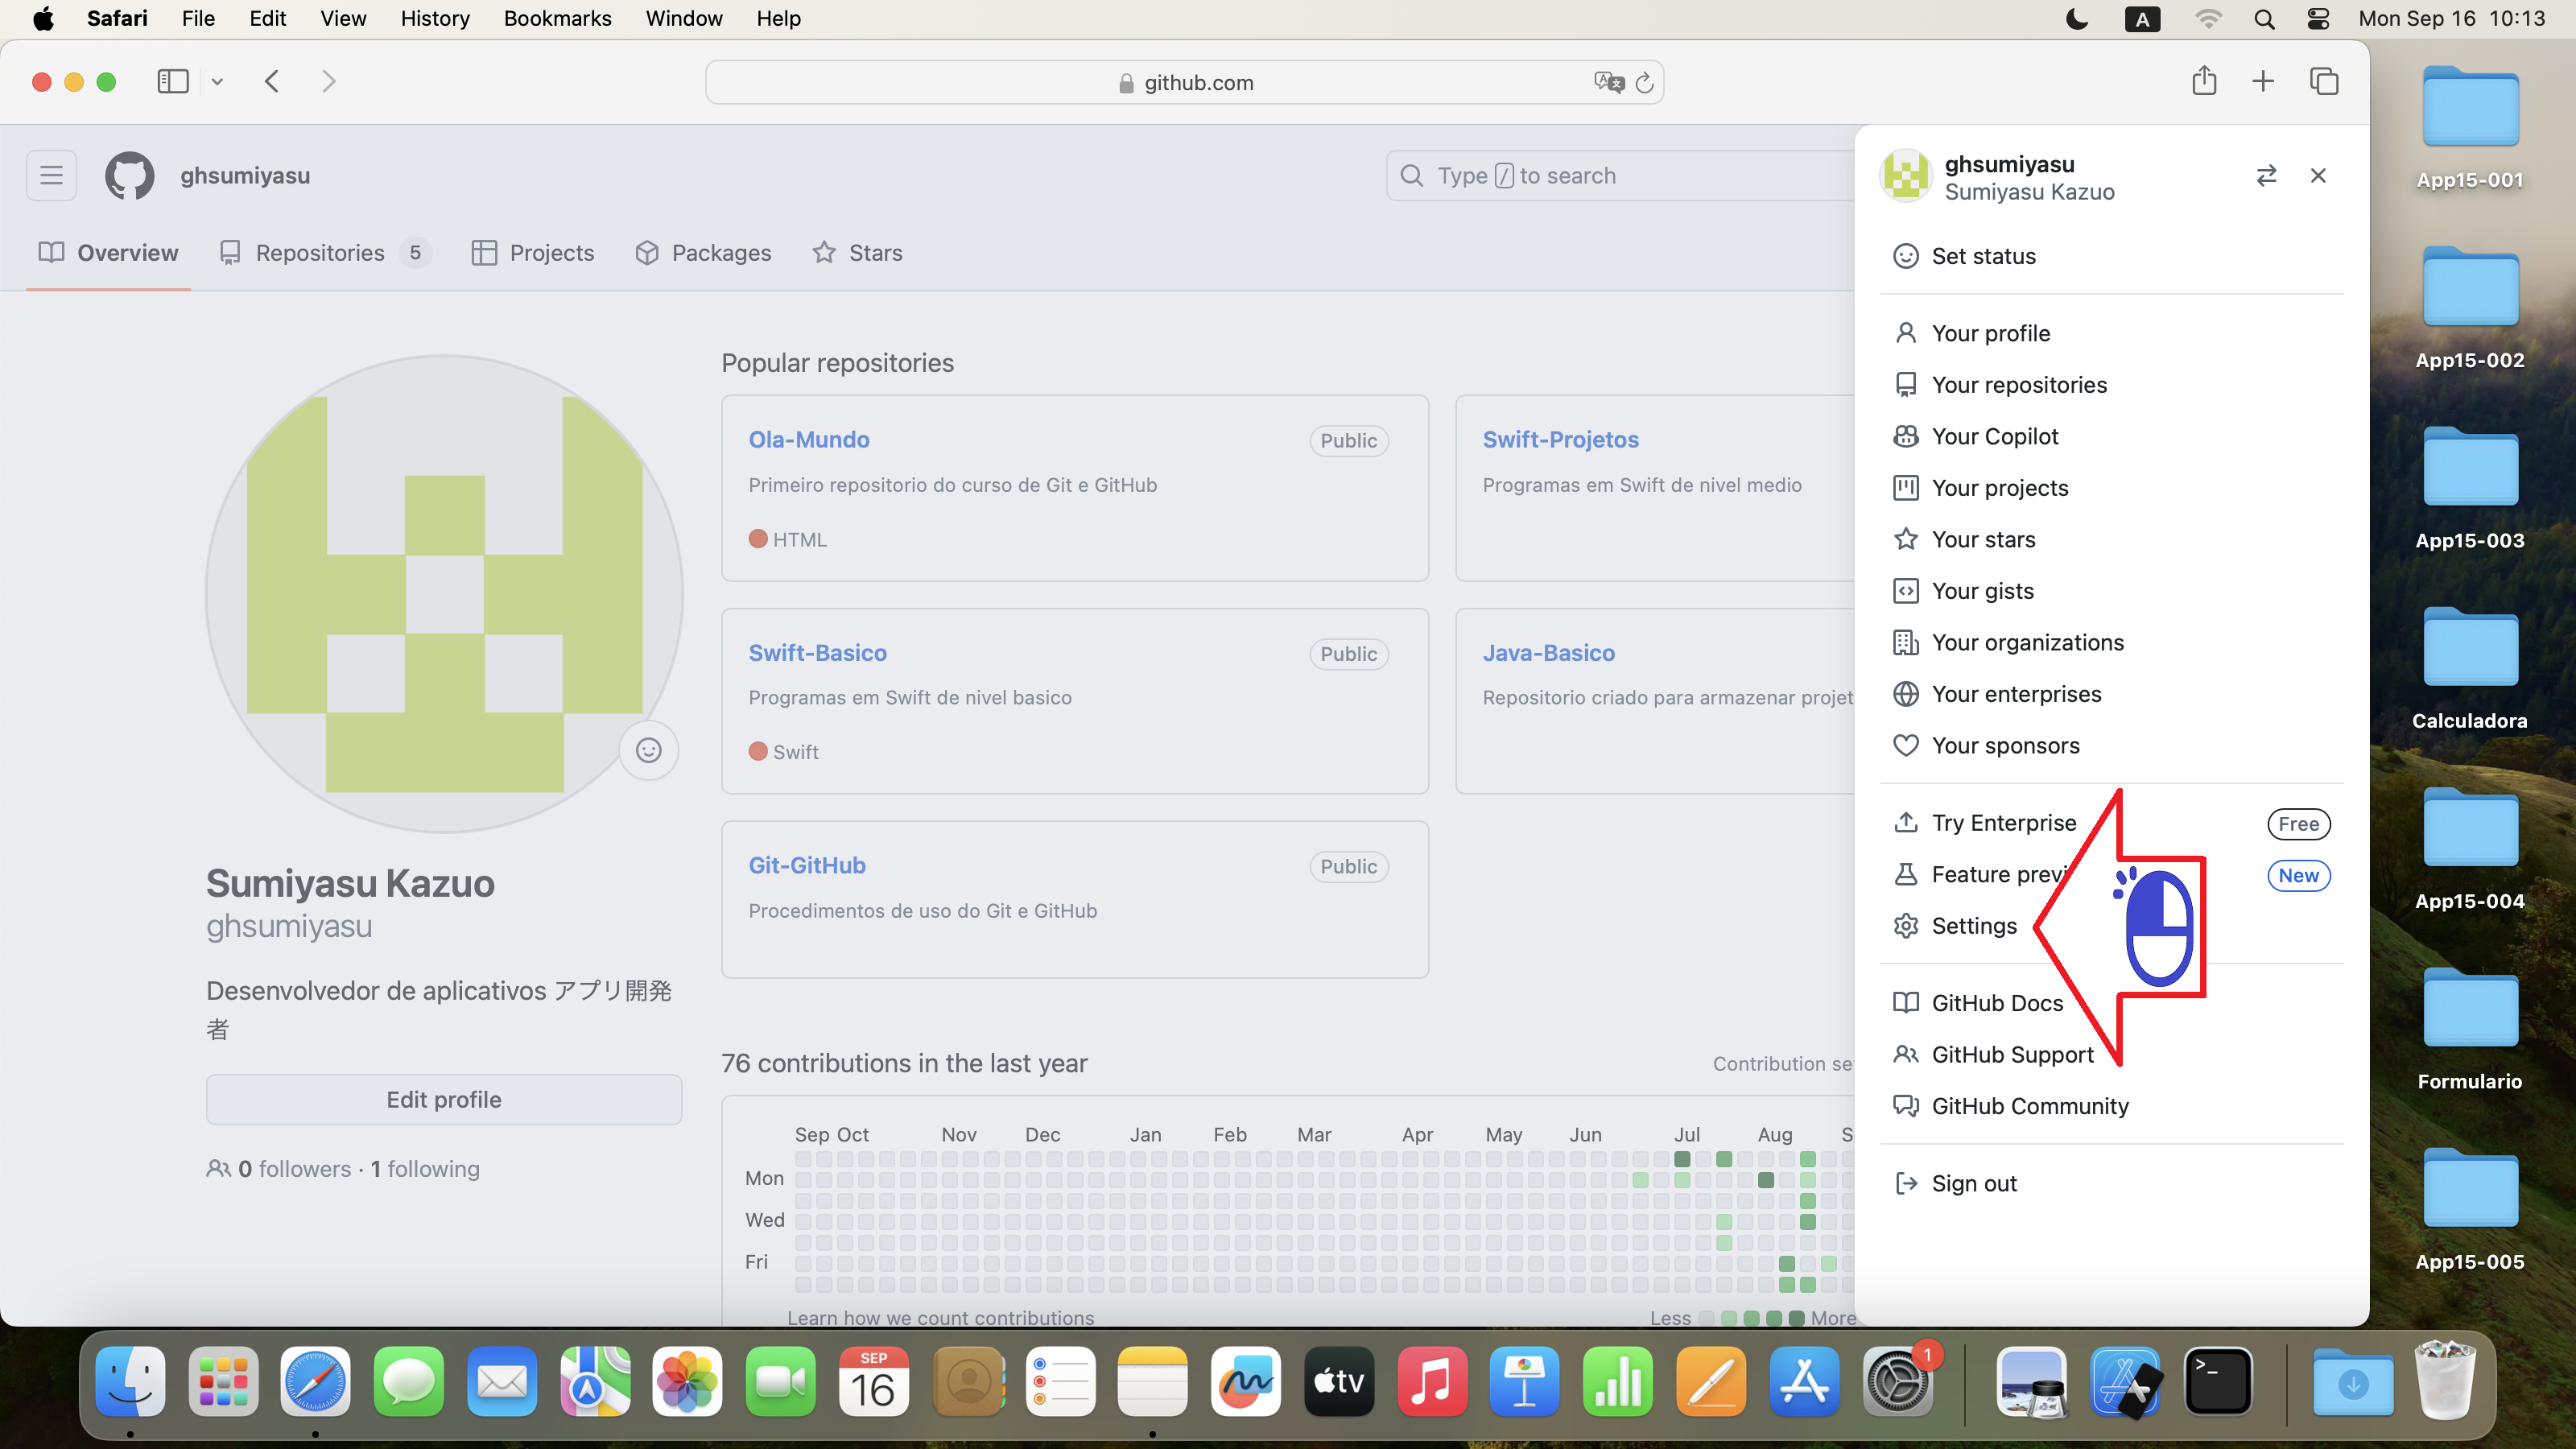 Safari File Edit View History Bookmarks Window Help
A Mon Sep 16 10:13
github.com
ghsumiyasu
Type / to search
Overview Repositories 5 Projects Packages Stars
Sumiyasu Kazuo
ghsumiyasu
Desenvolvedor de aplicativos アプリ開発
者
Edit profile
0 followers · 1 following
Popular repositories
Ola-Mundo Public
Primeiro repositorio do curso de Git e GitHub
HTML
Swift-Projetos
Programas em Swift de nivel medio
Swift-Basico Public
Programas em Swift de nivel basico
Swift
Java-Basico
Repositorio criado para armazenar projet
Git-GitHub Public
Procedimentos de uso do Git e GitHub
76 contributions in the last year
Contribution se
Sep Oct Nov Dec Jan Feb Mar Apr May Jun Jul Aug S
Mon
Wed
Fri
Learn how we count contributions
Less More
ghsumiyasu
Sumiyasu Kazuo
Set status
Your profile
Your repositories
Your Copilot
Your projects
Your stars
Your gists
Your organizations
Your enterprises
Your sponsors
Try Enterprise Free
Feature previ New
Settings
GitHub Docs
GitHub Support
GitHub Community
Sign out
App15-001
App15-002
App15-003
Calculadora
App15-004
Formulario
App15-005
SEP
16
tv
1
>_